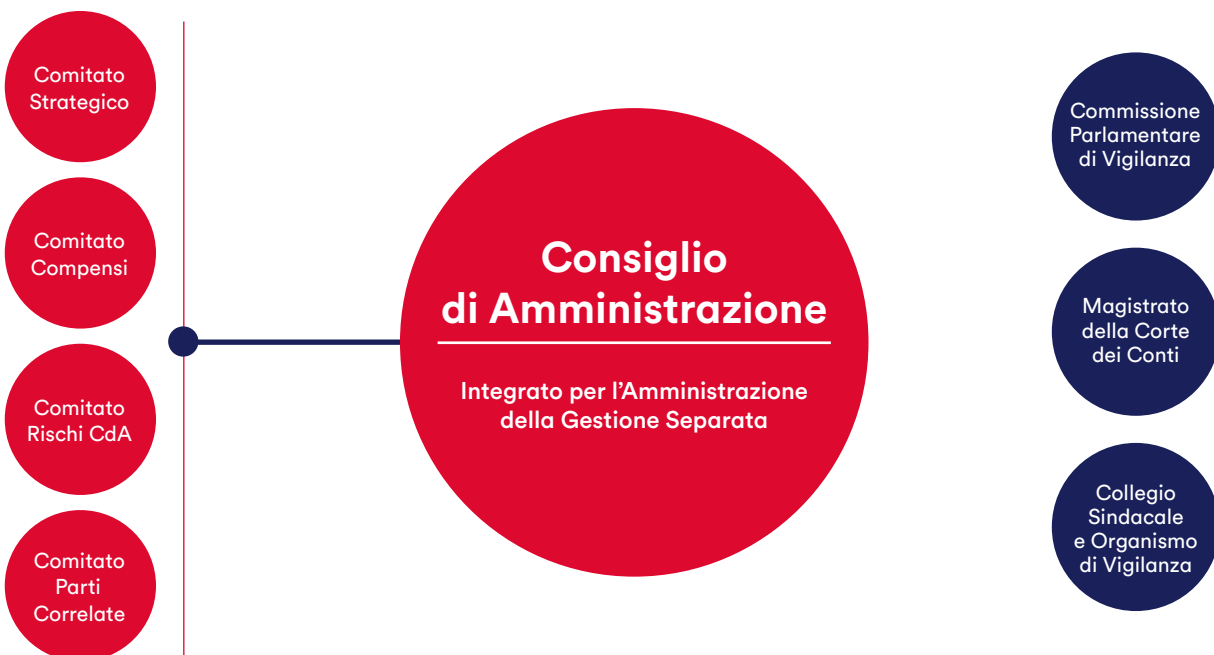 Comitato
Strategico
Comitato
Compensi
Comitato
Rischi CdA
Comitato
Parti
Correlate
Consiglio
di Amministrazione
Integrato per l'Amministrazione
della Gestione Separata
Commissione
Parlamentare
di Vigilanza
Magistrato
della Corte
dei Conti
Collegio
Sindacale
e Organismo
di Vigilanza